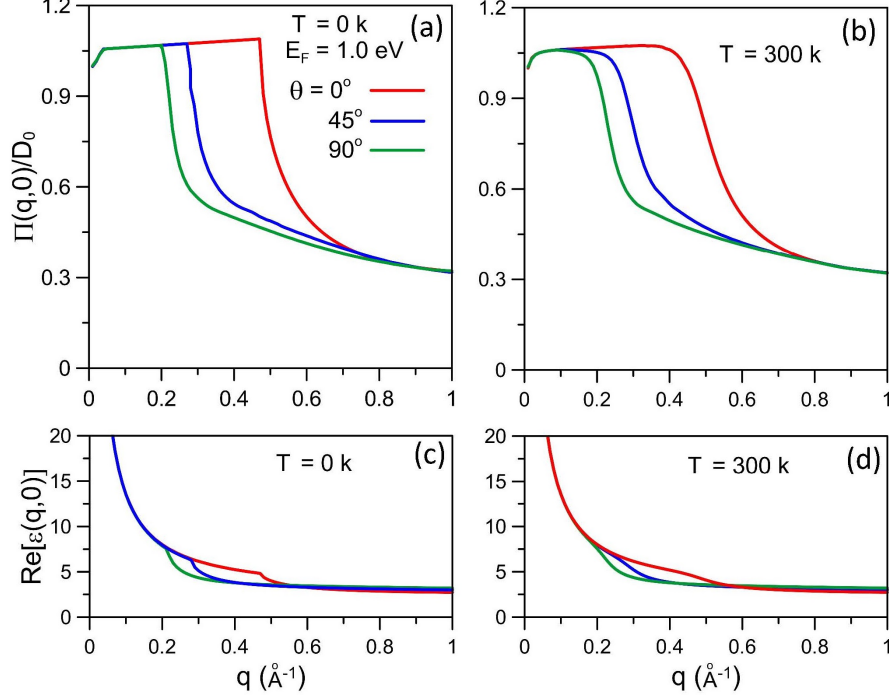 1.2
0.9
0.6
0.3
0
Π(q,0)/D₀
T = 0 k
E_F = 1.0 eV
θ = 0°
45°
90°
(a)
0 0.2 0.4 0.6 0.8 1
1.2
0.9
0.6
0.3
0
T = 300 k
(b)
0 0.2 0.4 0.6 0.8 1
20
15
10
5
0
Re[ε(q,0)]
T = 0 k
(c)
0 0.2 0.4 0.6 0.8 1
q (Å⁻¹)
20
15
10
5
0
T = 300 k
(d)
0 0.2 0.4 0.6 0.8 1
q (Å⁻¹)